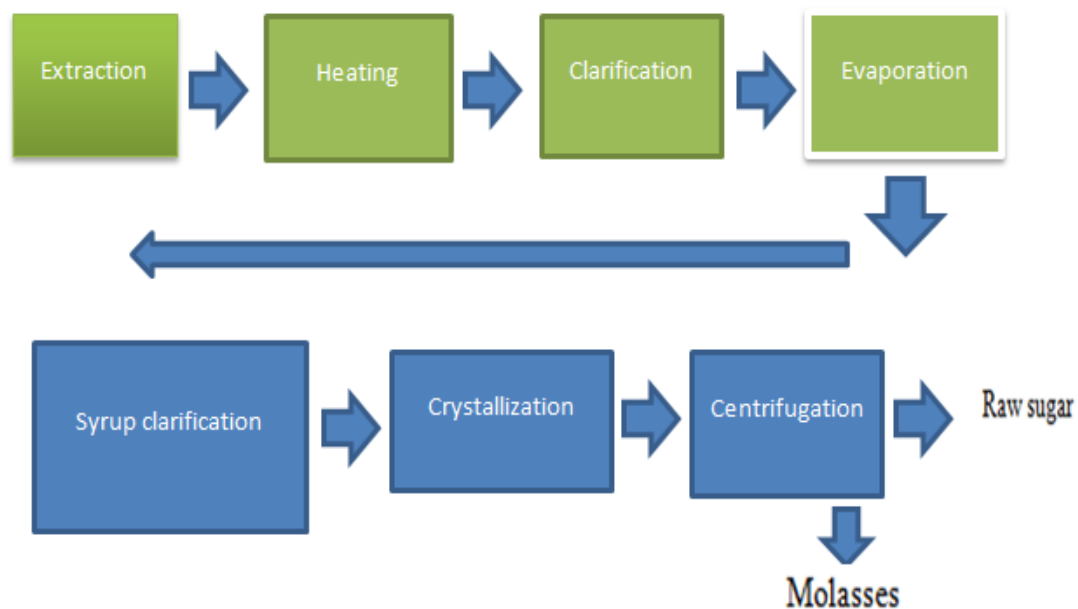 Extraction
Heating
Clarification
Evaporation
Syrup clarification
Crystallization
Centrifugation
Raw sugar
Molasses